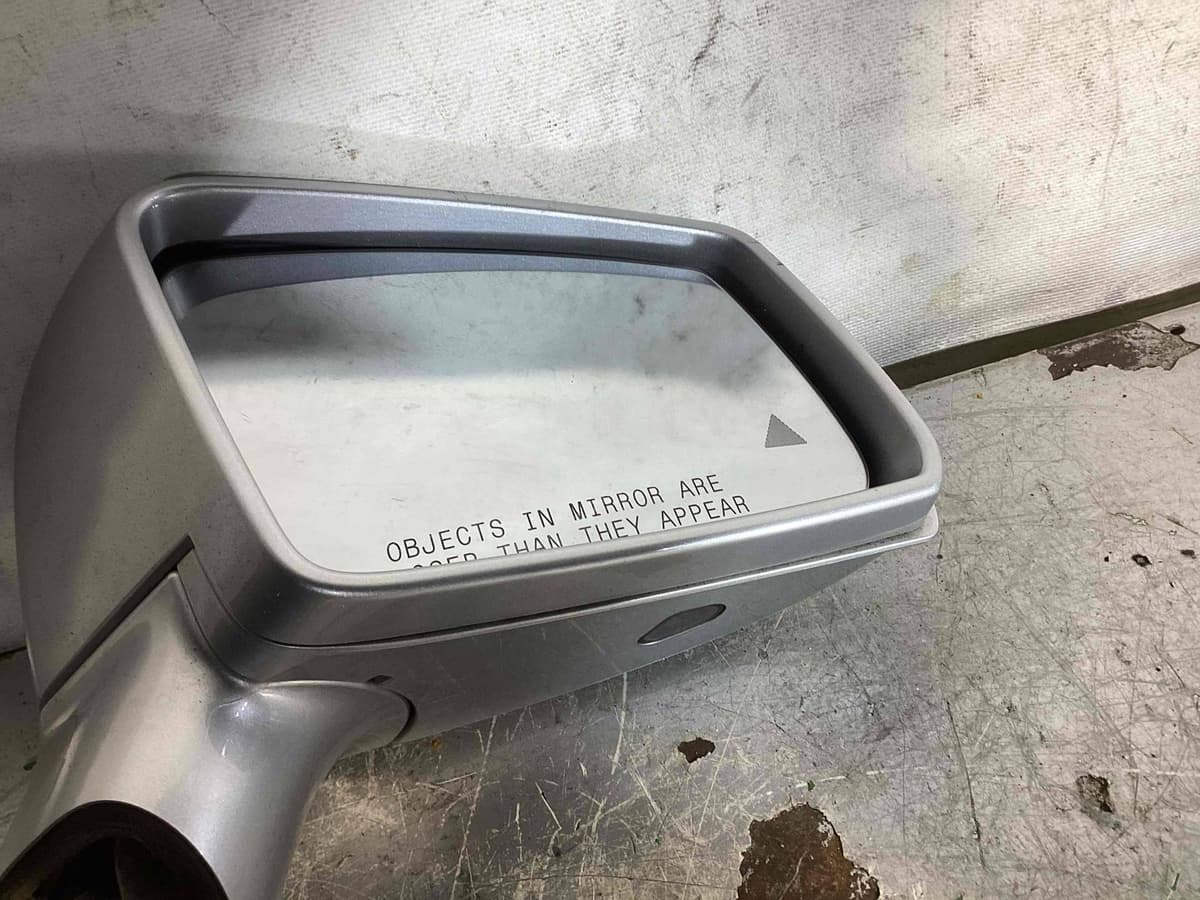 OBJECTS IN MIRROR ARE
THAN THEY APPEAR